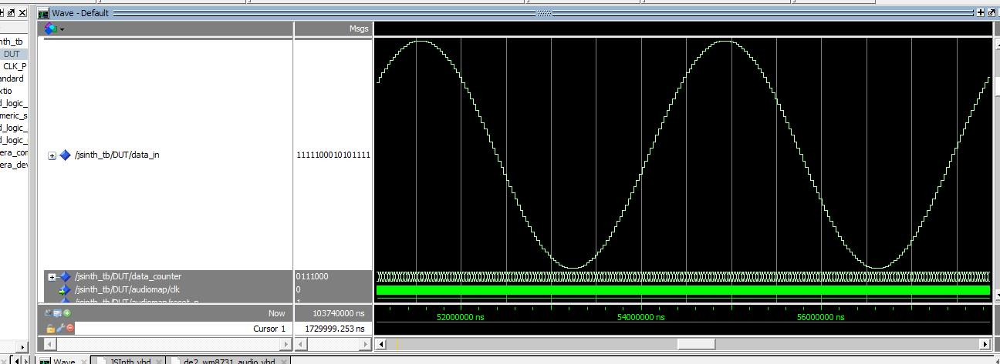 Wave - Default
Msgs
nth_tb
DUT
CLK_P
andard
xtio
d_logic_
meric_s
d_logic_
d_logic_
era_cor
era_dev
/jsinth_tb/DUT/data_in 1111100010101111
/jsinth_tb/DUT/data_counter 0111000
/jsinth_tb/DUT/audiomap/clk 0
/jsinth_tb/DUT/audiomap/reset_n 1
Now 103740000 ns
52000000 ns 54000000 ns 56000000 ns
Cursor 1 1729999.253 ns
Wave JSInth.vhd de2_wm8731_audio.vhd